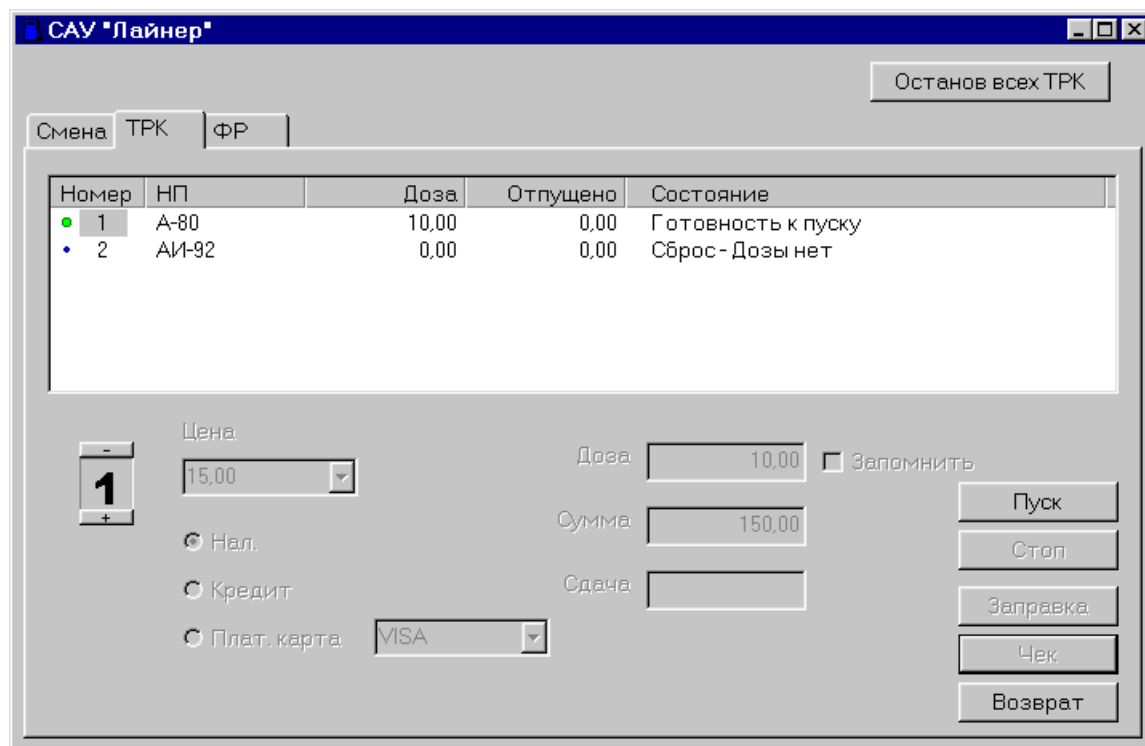 САУ "Лайнер"
Останов всех ТРК
Смена ТРК ФР
Номер НП Доза Отпущено Состояние
1 А-80 10,00 0,00 Готовность к пуску
2 АИ-92 0,00 0,00 Сброс - Дозы нет
Цена
-
1
+
15,00
Нал.
Кредит
Плат. карта VISA
Доза 10,00 Запомнить
Сумма 150,00
Сдача
Пуск
Стоп
Заправка
Чек
Возврат